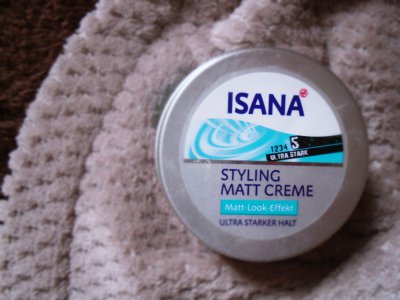 ISANA
1234 5
ULTRA STARK
STYLING
MATT CREME
Matt-Look-Effekt
ULTRA STARKER HALT